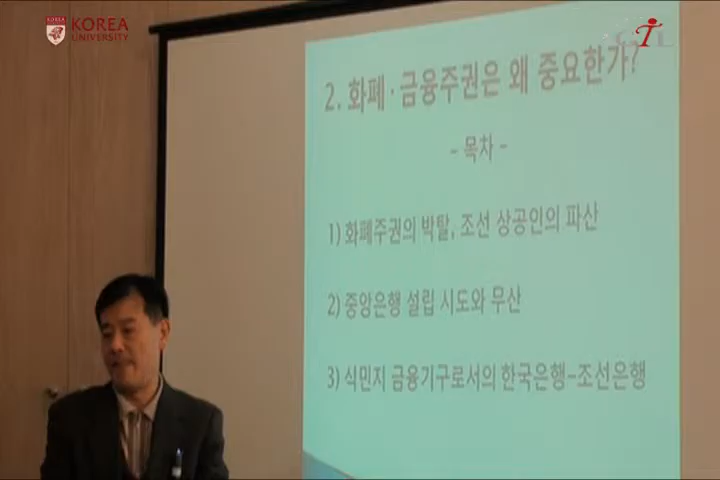 KOREA
KOREA
UNIVERSITY
CTL
2. 화폐·금융주권은 왜 중요한가?
- 목차 -
1) 화폐주권의 박탈, 조선 상공인의 파산
2) 중앙은행 설립 시도와 무산
3) 식민지 금융기구로서의 한국은행-조선은행